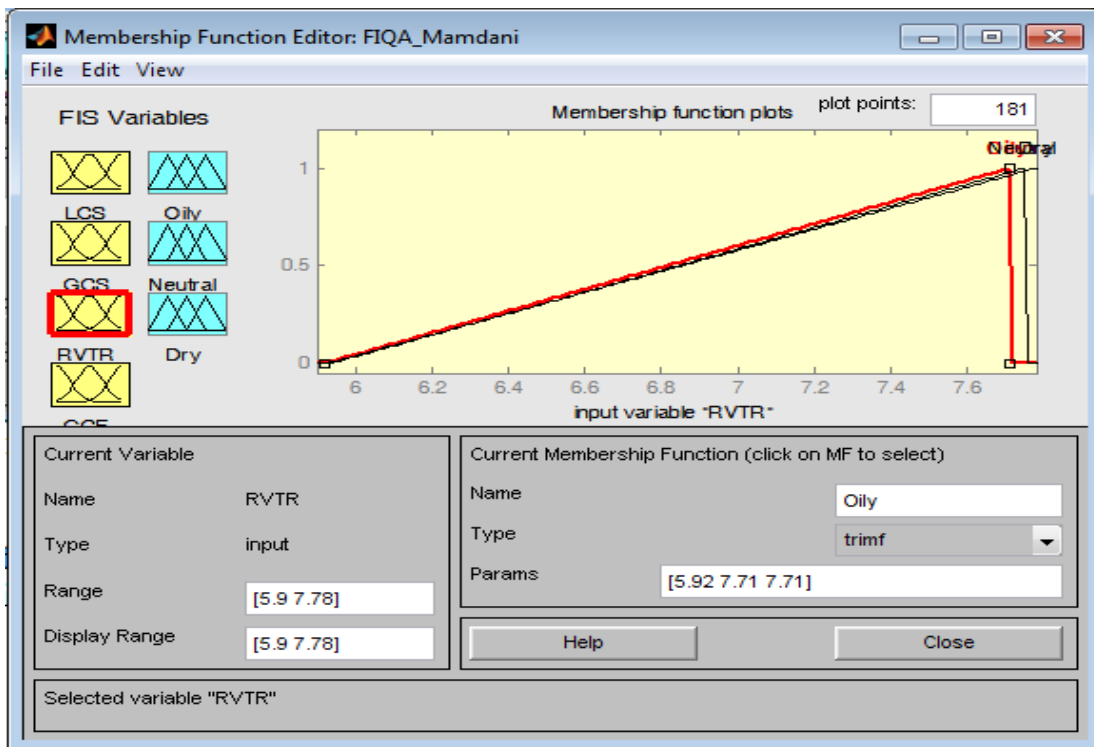 Membership Function Editor: FIQA_Mamdani
File Edit View
FIS Variables
Membership function plots
plot points:
181
LCS
Oily
GCS
Neutral
RVTR
Dry
Neutral
1
0.5
0
6 6.2 6.4 6.6 6.8 7 7.2 7.4 7.6
input variable "RVTR"
Current Variable
Name RVTR
Type input
Range [5.9 7.78]
Display Range [5.9 7.78]
Current Membership Function (click on MF to select)
Name Oily
Type trimf
Params [5.92 7.71 7.71]
Help
Close
Selected variable "RVTR"